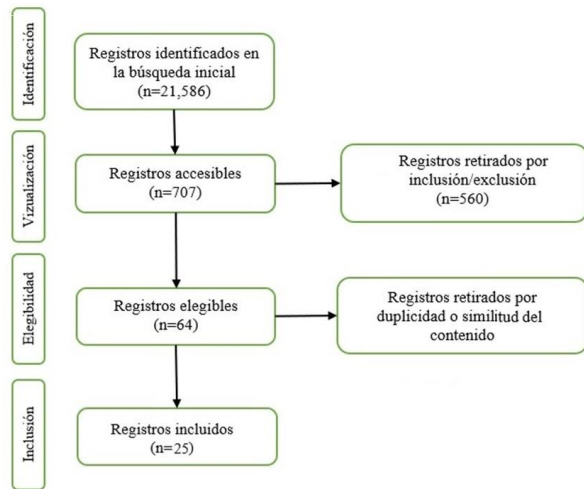 Identificación
Registros identificados en
la búsqueda inicial
(n=21,586)
Vizualización
Registros accesibles
(n=707)
Registros retirados por
inclusión/exclusión
(n=560)
Elegibilidad
Registros elegibles
(n=64)
Registros retirados por
duplicidad o similitud del
contenido
Inclusión
Registros incluidos
(n=25)